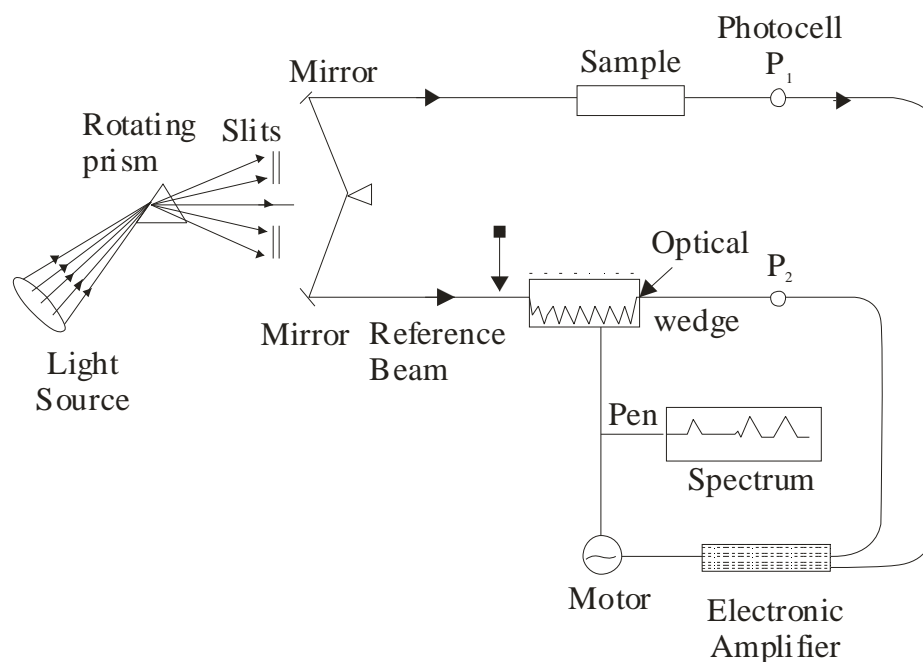 Photocell
P1
Sample
Mirror
Rotating
prism
Slits
Optical
wedge
P2
Mirror
Reference
Beam
Light
Source
Pen
Spectrum
Motor
Electronic
Amplifier